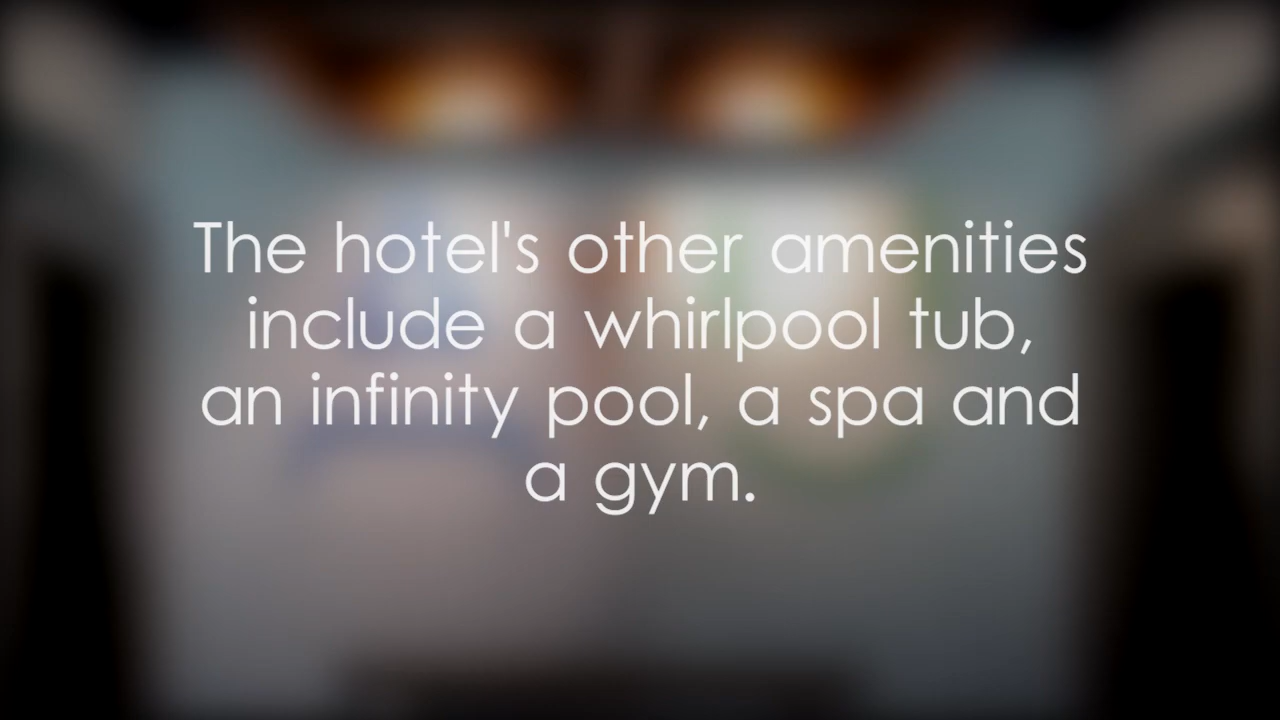 The hotel's other amenities
include a whirlpool tub,
an infinity pool, a spa and
a gym.